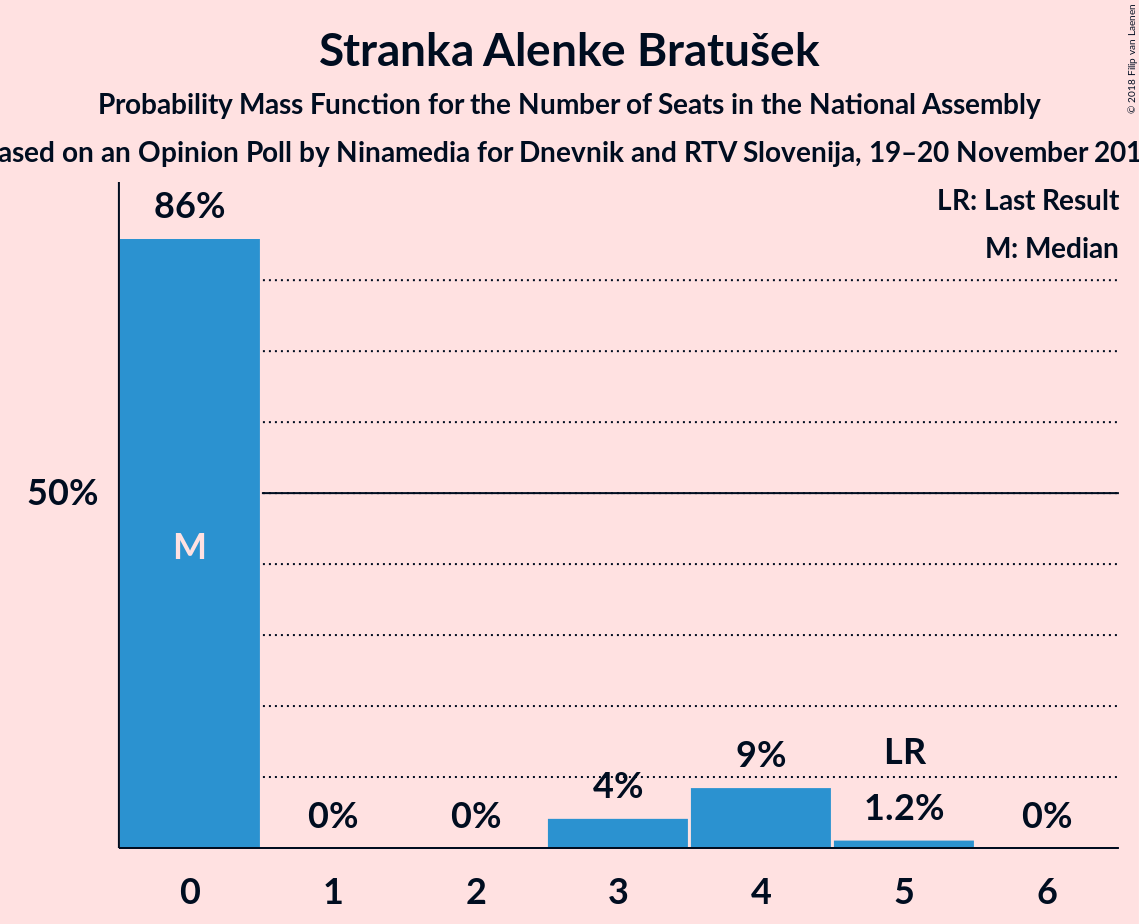 Stranka Alenke Bratušek
Probability Mass Function for the Number of Seats in the National Assembly
on an Opinion Poll by Ninamedia for Dnevnik and RTV Slovenija, 19–20 November
© 2018 Filip van Laenen
LR: Last Result
M: Median
86%
50%
M
0%
0%
4%
9%
LR
1.2%
0%
0 1 2 3 4 5 6